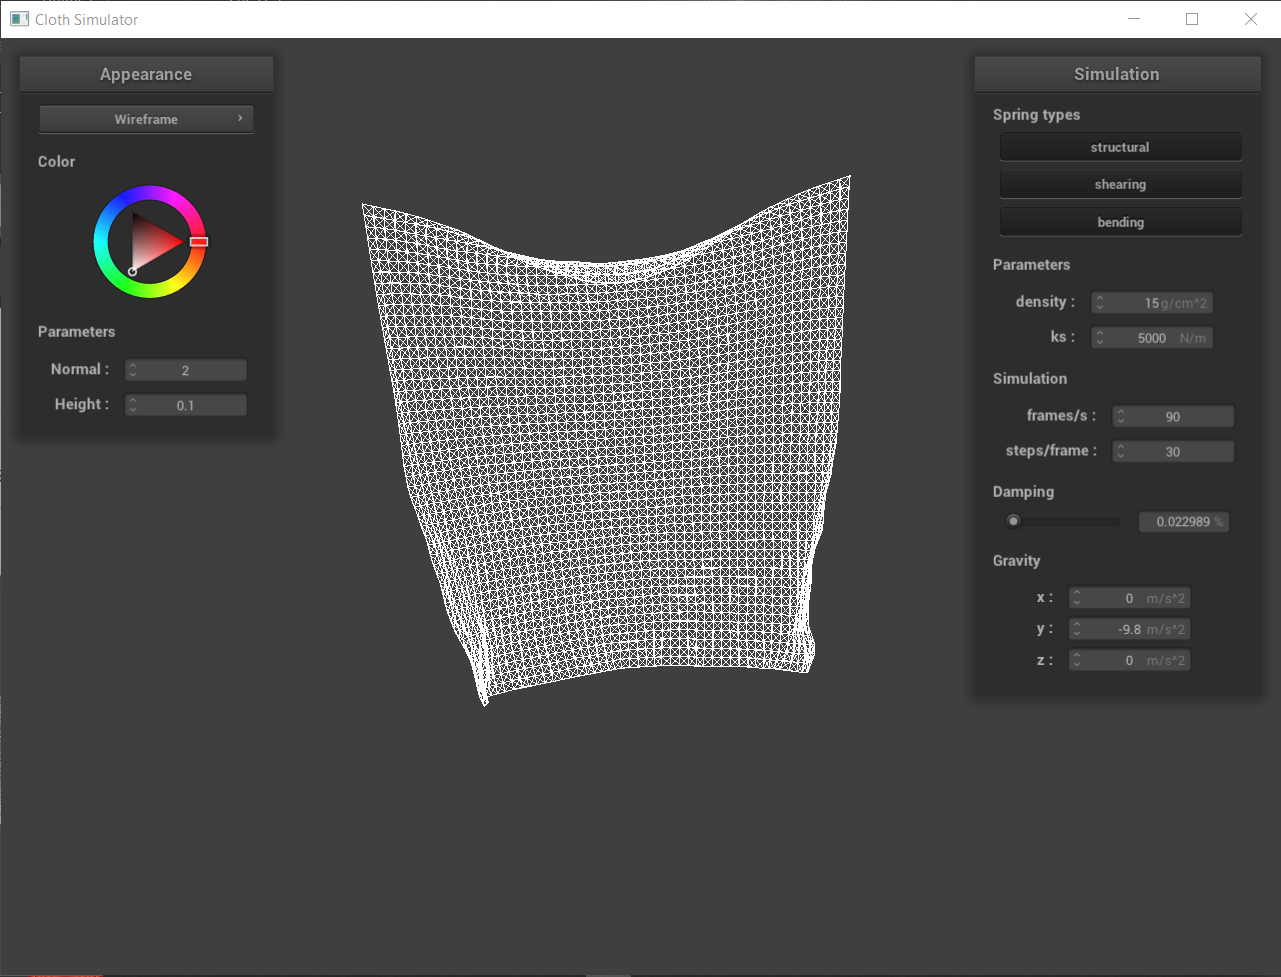 Cloth Simulator
Appearance
Wireframe
Color
Parameters
Normal : 2
Height : 0.1
Simulation
Spring types
structural
shearing
bending
Parameters
density : 15 g/cm^2
ks : 5000 N/m
Simulation
frames/s : 90
steps/frame : 30
Damping
0.022989 %
Gravity
x : 0 m/s^2
y : -9.8 m/s^2
z : 0 m/s^2